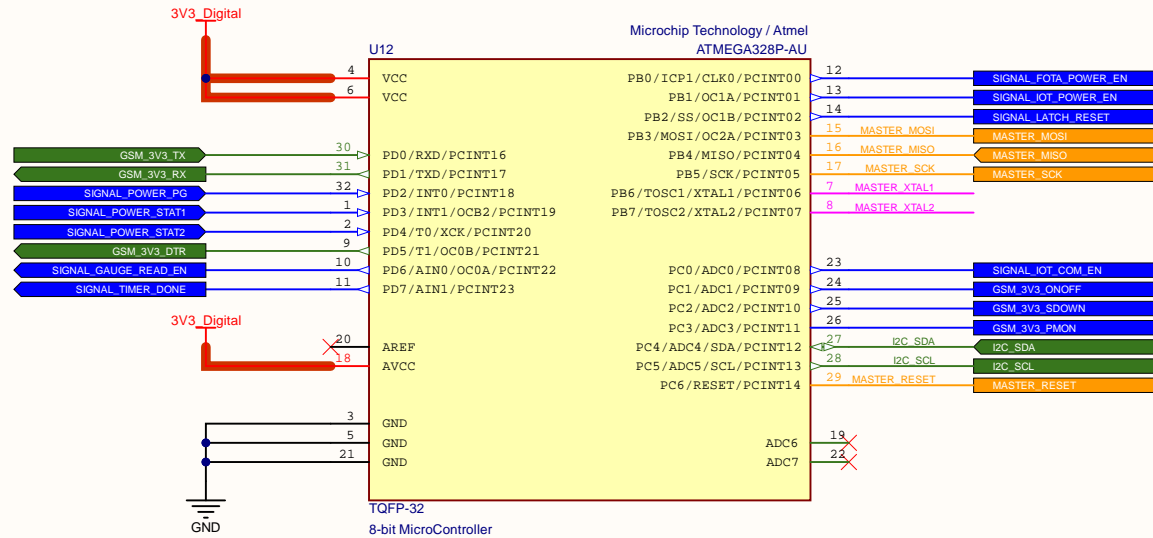 3V3_Digital
Microchip Technology / Atmel
U12
ATMEGA328P-AU
4 VCC
6 VCC
PB0/ICP1/CLK0/PCINT00 12 SIGNAL_FOTA_POWER_EN
PB1/OC1A/PCINT01 13 SIGNAL_IOT_POWER_EN
PB2/SS/OC1B/PCINT02 14 SIGNAL_LATCH_RESET
PB3/MOSI/OC2A/PCINT03 15 MASTER_MOSI MASTER_MOSI
GSM_3V3_TX 30 PD0/RXD/PCINT16
PB4/MISO/PCINT04 16 MASTER_MISO MASTER_MISO
GSM_3V3_RX 31 PD1/TXD/PCINT17
PB5/SCK/PCINT05 17 MASTER_SCK MASTER_SCK
SIGNAL_POWER_PG 32 PD2/INT0/PCINT18
PB6/TOSC1/XTAL1/PCINT06 7 MASTER_XTAL1
SIGNAL_POWER_STAT1 1 PD3/INT1/OCB2/PCINT19
PB7/TOSC2/XTAL2/PCINT07 8 MASTER_XTAL2
SIGNAL_POWER_STAT2 2 PD4/T0/XCK/PCINT20
GSM_3V3_DTR 9 PD5/T1/OC0B/PCINT21
SIGNAL_GAUGE_READ_EN 10 PD6/AIN0/OC0A/PCINT22
PC0/ADC0/PCINT08 23 SIGNAL_IOT_COM_EN
SIGNAL_TIMER_DONE 11 PD7/AIN1/PCINT23
PC1/ADC1/PCINT09 24 GSM_3V3_ONOFF
PC2/ADC2/PCINT10 25 GSM_3V3_SDOWN
3V3_Digital
PC3/ADC3/PCINT11 26 GSM_3V3_PMON
20 AREF
PC4/ADC4/SDA/PCINT12 27 I2C_SDA I2C_SDA
18 AVCC
PC5/ADC5/SCL/PCINT13 28 I2C_SCL I2C_SCL
PC6/RESET/PCINT14 29 MASTER_RESET MASTER_RESET
3 GND
5 GND
ADC6 19
21 GND
ADC7 22
GND
TQFP-32
8-bit MicroController